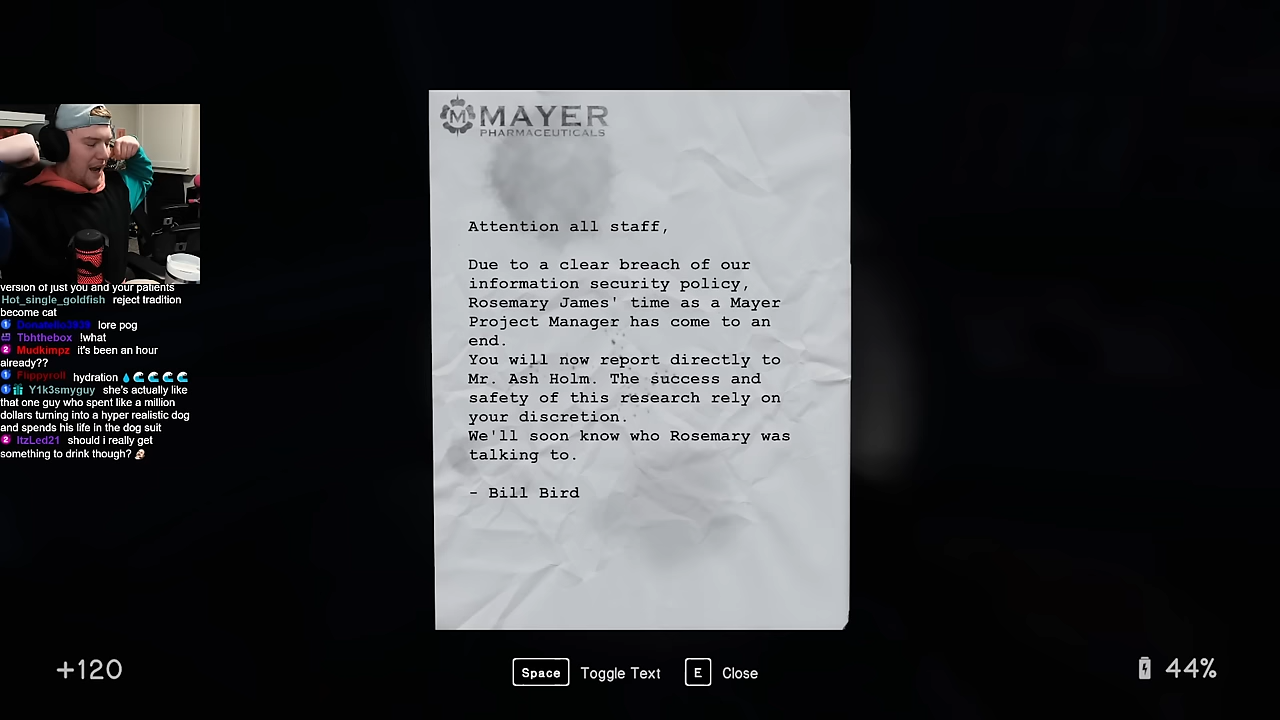 MAYER
PHARMACEUTICALS
Attention all staff,
Due to a clear breach of our
information security policy,
Rosemary James' time as a Mayer
Project Manager has come to an
end.
You will now report directly to
Mr. Ash Holm. The success and
safety of this research rely on
your discretion.
We'll soon know who Rosemary was
talking to.
- Bill Bird
version of just you and your patients
Hot_single_goldfish reject tradition
become cat
lore pog
Tbhthebox !what
Mudkimpz it's been an hour
already??
Flippyroll hydration
Y1k3smyguy she's actually like
that one guy who spent like a million
dollars turning into a hyper realistic dog
and spends his life in the dog suit
ItzLed21 should i really get
something to drink though?
+120
Space Toggle Text E Close
44%